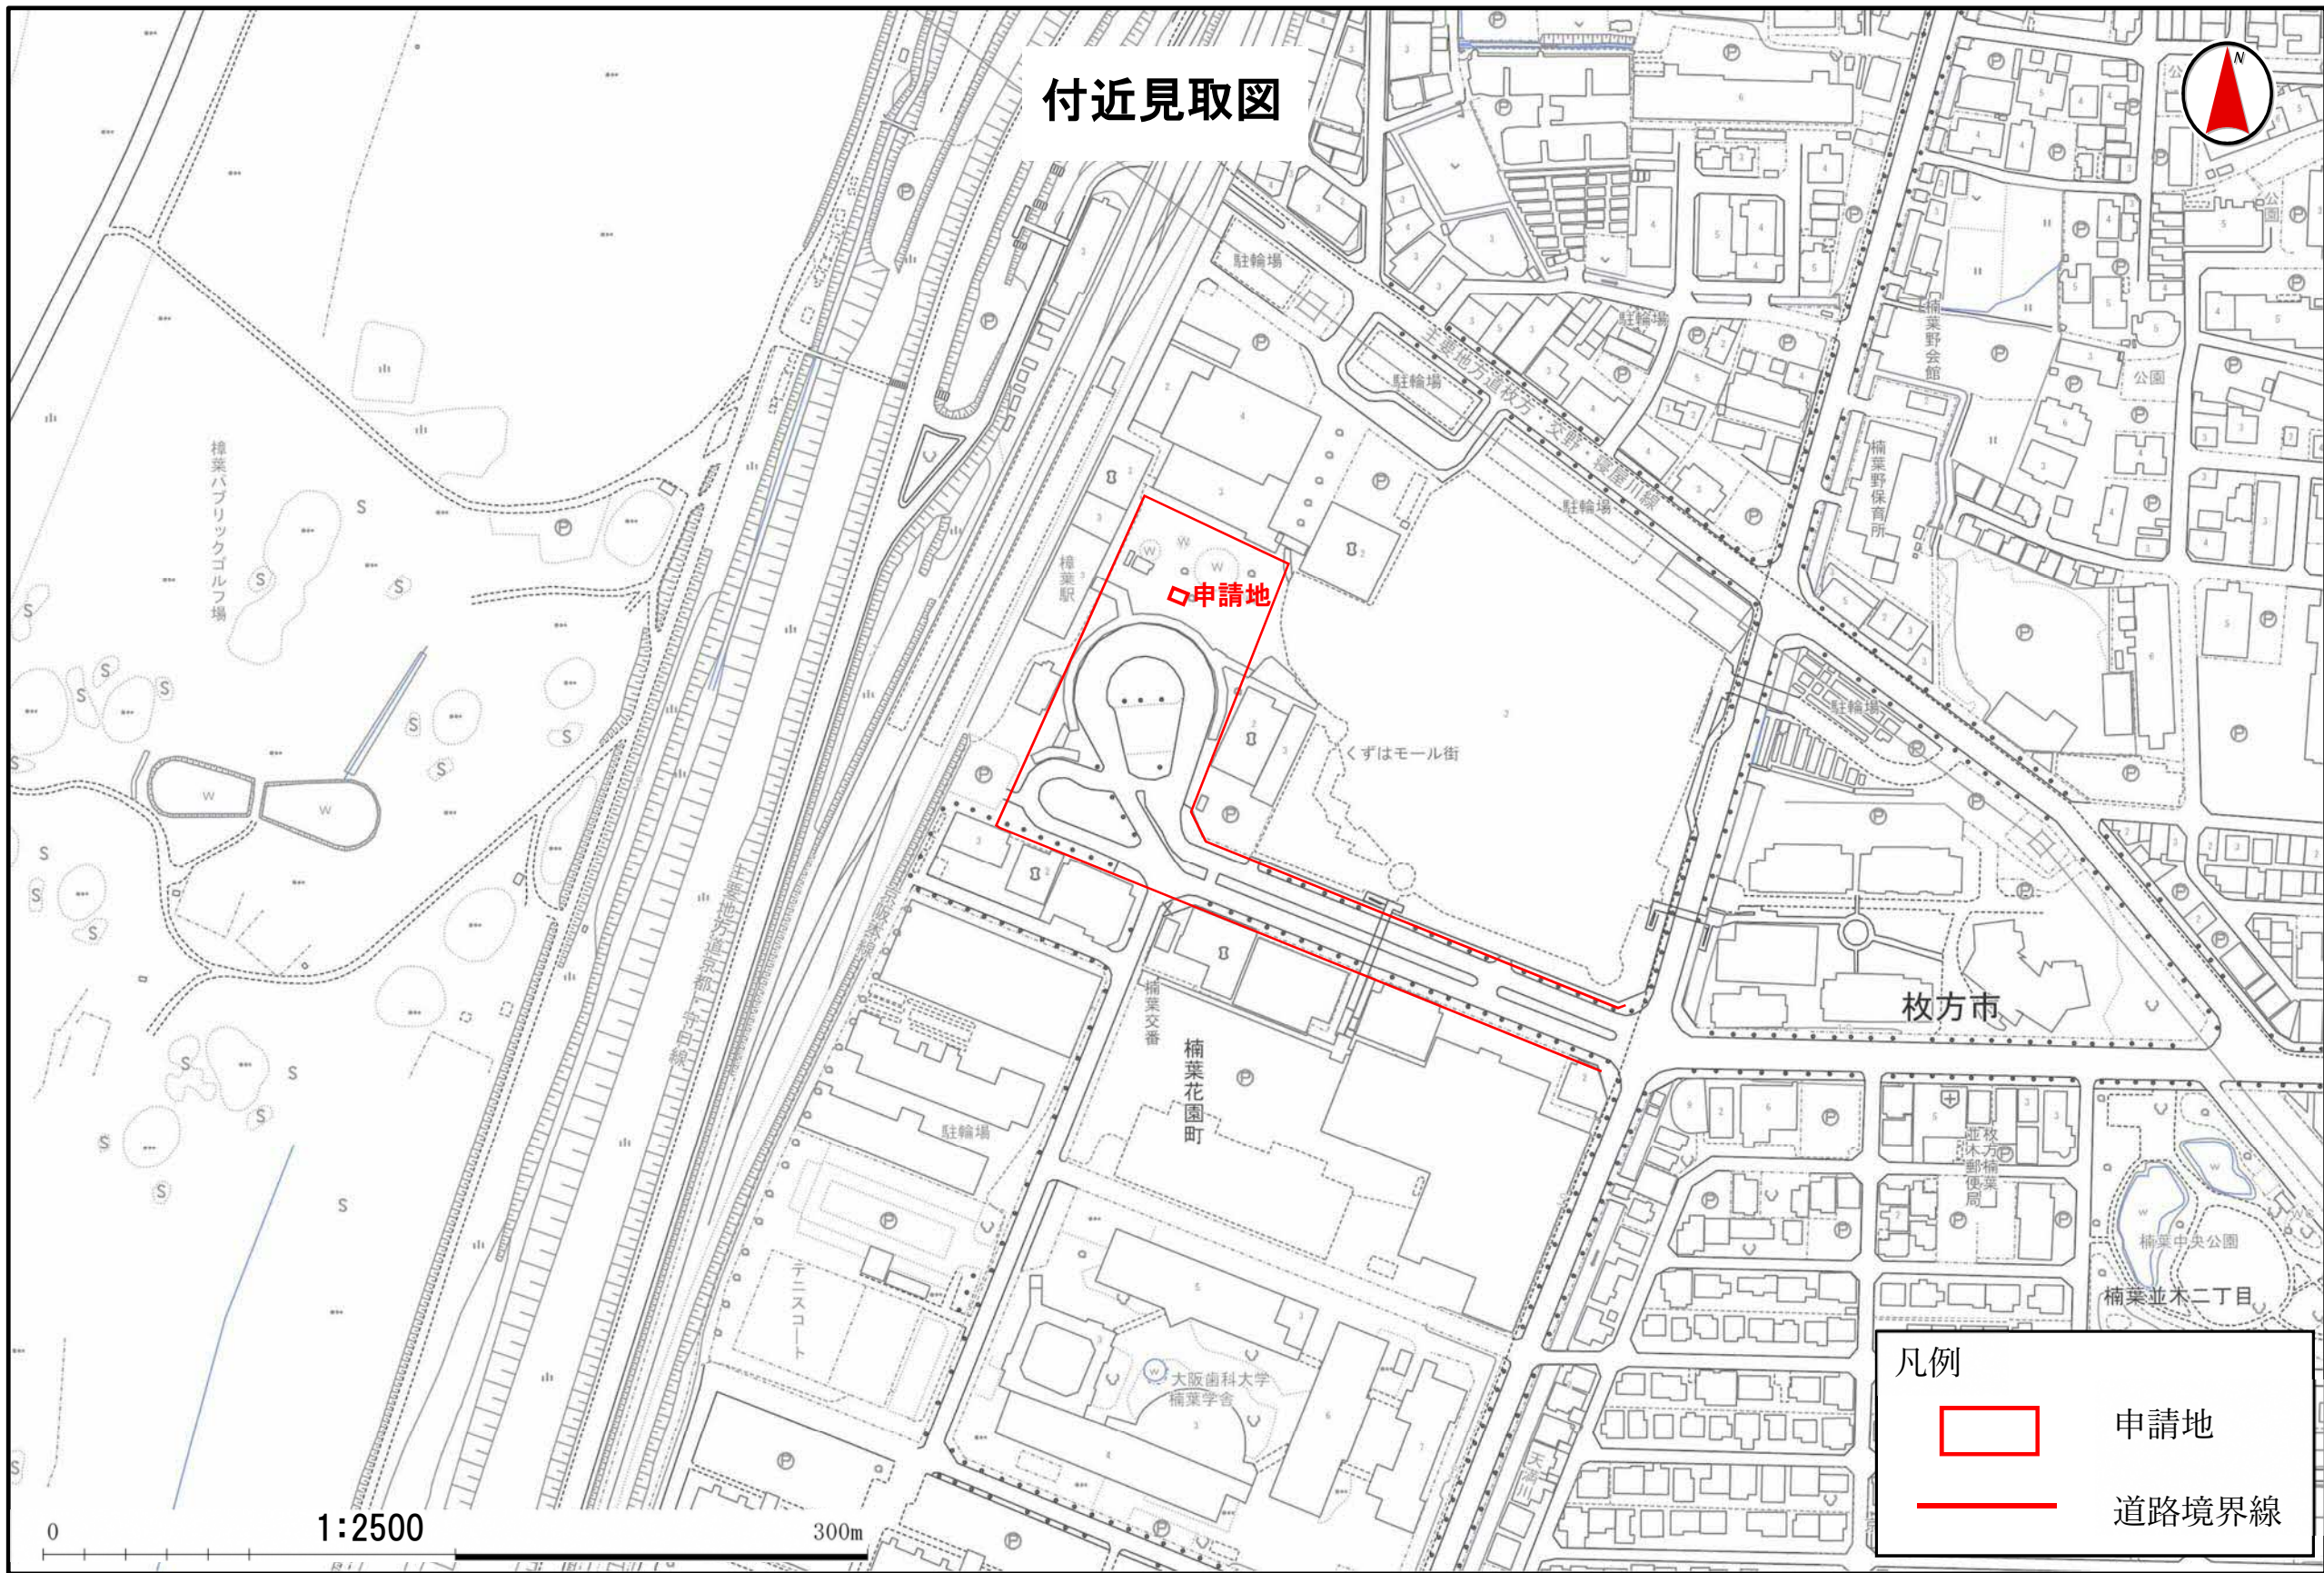 付近見取図
N
駐輪場
駐輪場
主要地方道枚方・交野・寝屋川線
駐輪場
駐輪場
楠葉野会館
公園
公園
楠葉野保育所
樟葉パブリックゴルフ場
樟葉駅
申請地
くずはモール街
駐輪場
主要地方道京都・守口線
京阪本線
楠葉交番
楠葉花園町
枚方市
駐輪場
枚方楠葉
並木郵便局
楠葉中央公園
楠葉並木二丁目
テニスコート
大阪歯科大学
楠葉学舎
天満川
凡例
申請地
道路境界線
0
1:2500
300m